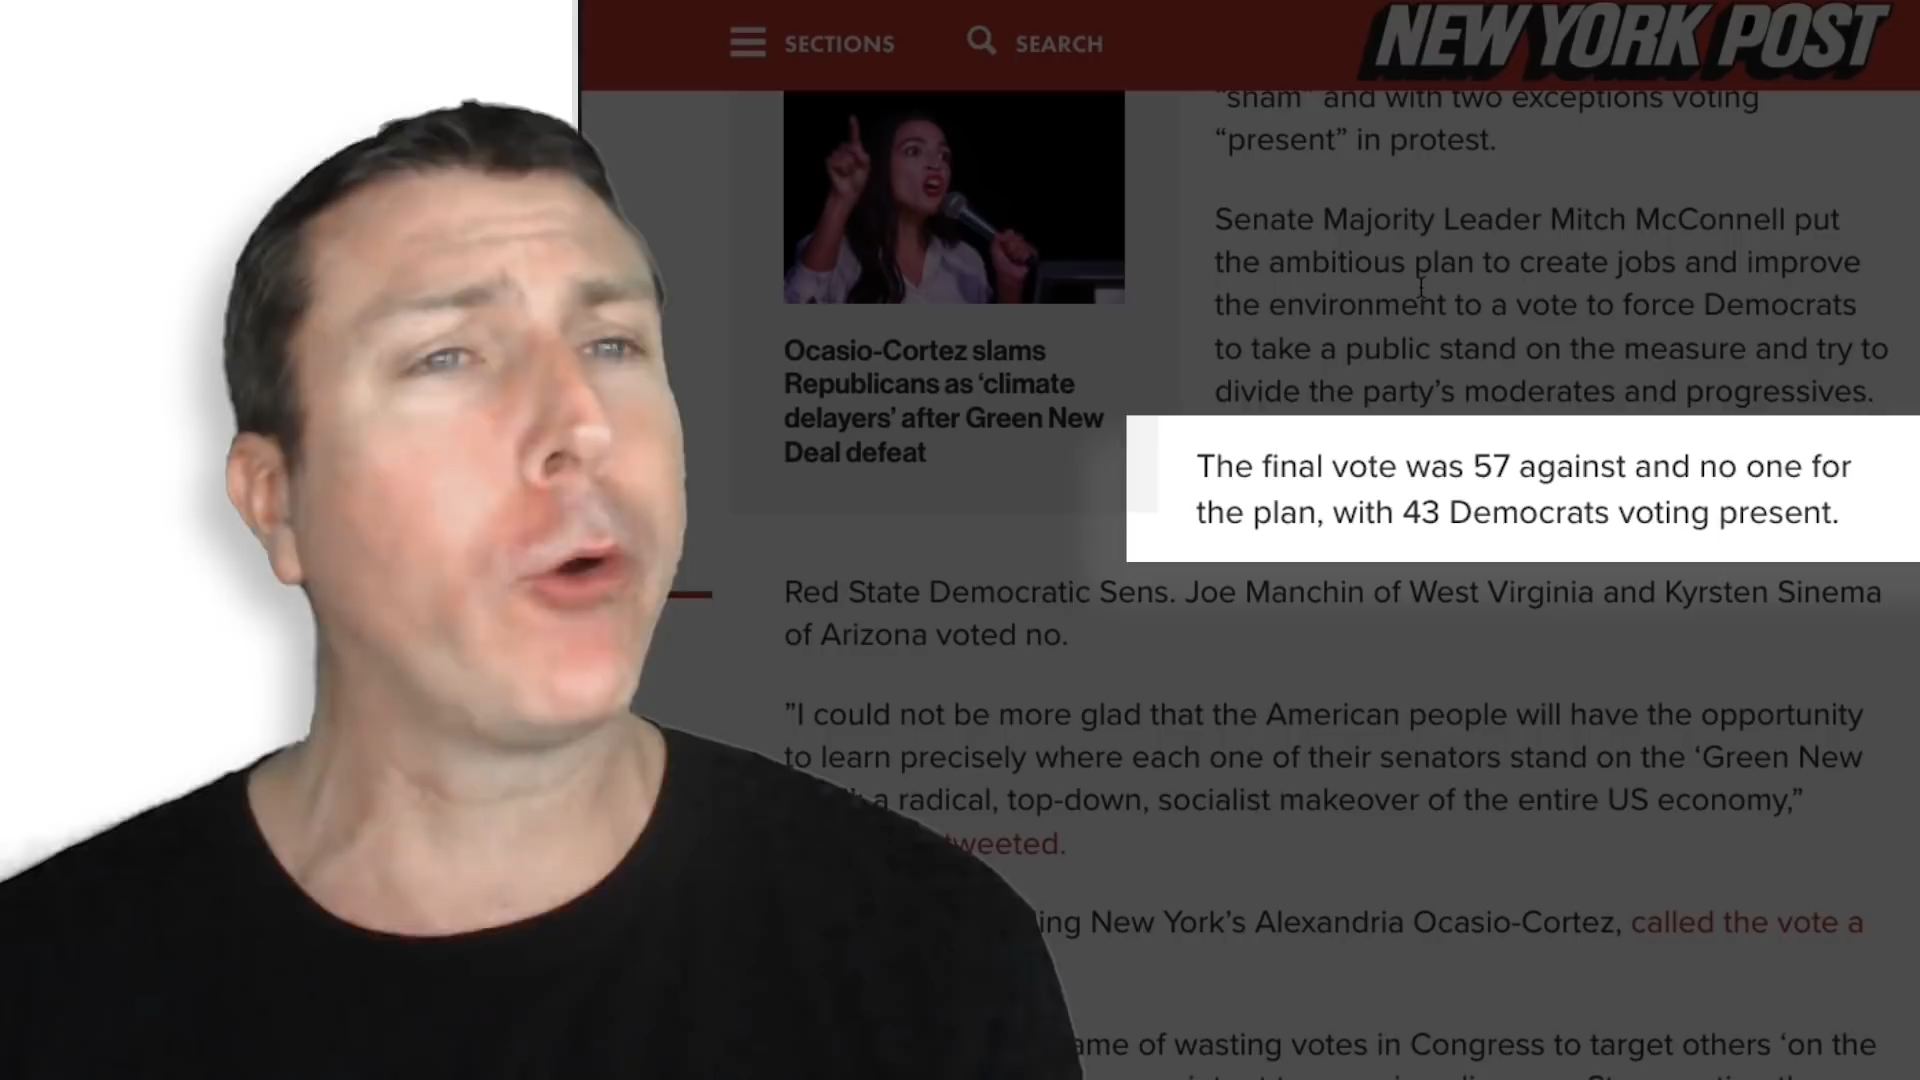 SECTIONS
SEARCH
NEW YORK POST
"sham" and with two exceptions voting
“present” in protest.
Senate Majority Leader Mitch McConnell put
the ambitious plan to create jobs and improve
the environment to a vote to force Democrats
to take a public stand on the measure and try to
divide the party’s moderates and progressives.
Ocasio-Cortez slams
Republicans as ‘climate
delayers’ after Green New
Deal defeat
The final vote was 57 against and no one for
the plan, with 43 Democrats voting present.
Red State Democratic Sens. Joe Manchin of West Virginia and Kyrsten Sinema
of Arizona voted no.
”I could not be more glad that the American people will have the opportunity
to learn precisely where each one of their senators stand on the ‘Green New
a radical, top-down, socialist makeover of the entire US economy,”
tweeted.
New York’s Alexandria Ocasio-Cortez, called the vote a
of wasting votes in Congress to target others ‘on the